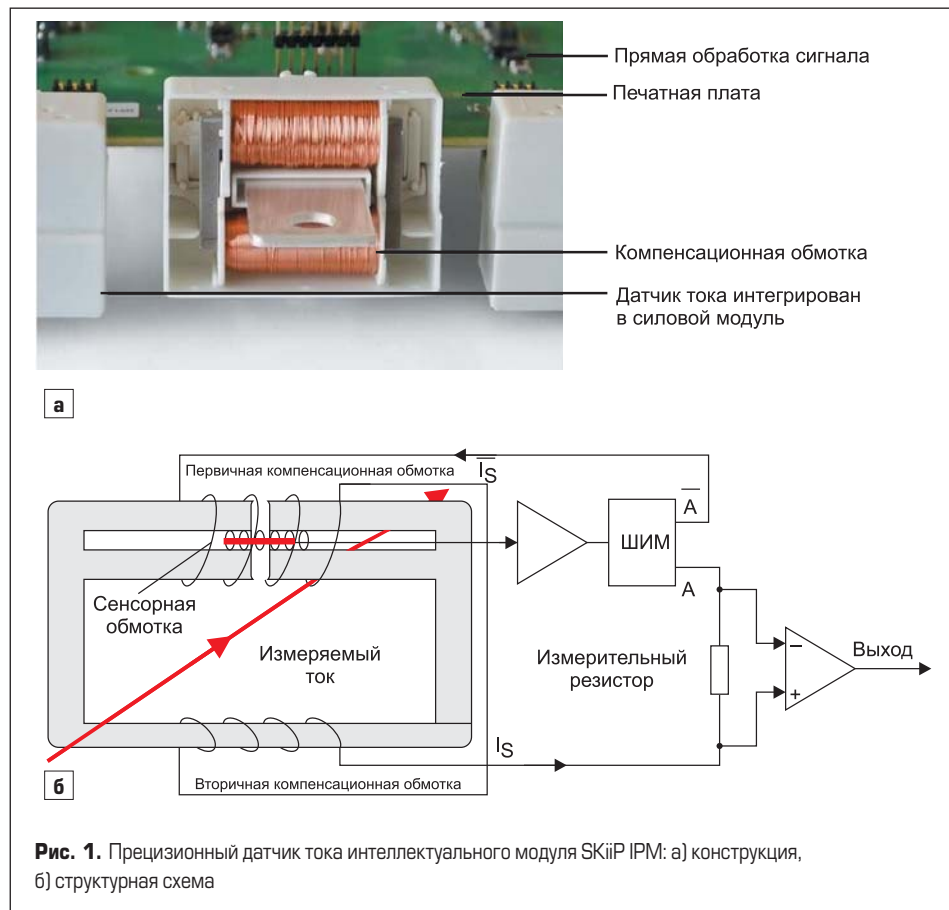 Прямая обработка сигнала
Печатная плата
Компенсационная обмотка
Датчик тока интегрирован
в силовой модуль
а
Первичная компенсационная обмотка
I̅S̅
A̅
ШИМ
A
Сенсорная
обмотка
Измеряемый
ток
Измерительный
резистор
−
+
Выход
IS
Вторичная компенсационная обмотка
б
Рис. 1. Прецизионный датчик тока интеллектуального модуля SKiiP IPM: а) конструкция,
б) структурная схема